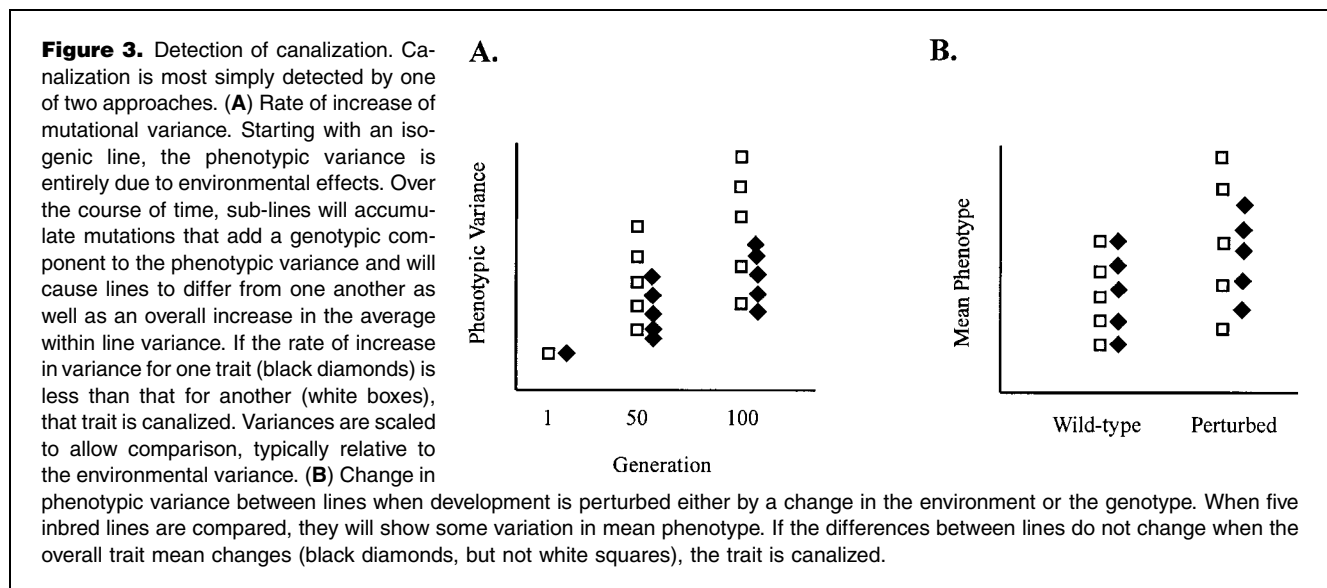 Figure 3. Detection of canalization. Ca-
nalization is most simply detected by one
of two approaches. (A) Rate of increase of
mutational variance. Starting with an iso-
genic line, the phenotypic variance is
entirely due to environmental effects. Over
the course of time, sub-lines will accumu-
late mutations that add a genotypic com-
ponent to the phenotypic variance and will
cause lines to differ from one another as
well as an overall increase in the average
within line variance. If the rate of increase
in variance for one trait (black diamonds) is
less than that for another (white boxes),
that trait is canalized. Variances are scaled
to allow comparison, typically relative to
the environmental variance. (B) Change in
phenotypic variance between lines when development is perturbed either by a change in the environment or the genotype. When five
inbred lines are compared, they will show some variation in mean phenotype. If the differences between lines do not change when the
overall trait mean changes (black diamonds, but not white squares), the trait is canalized.
A.
Phenotypic Variance
1 50 100
Generation
B.
Mean Phenotype
Wild-type Perturbed